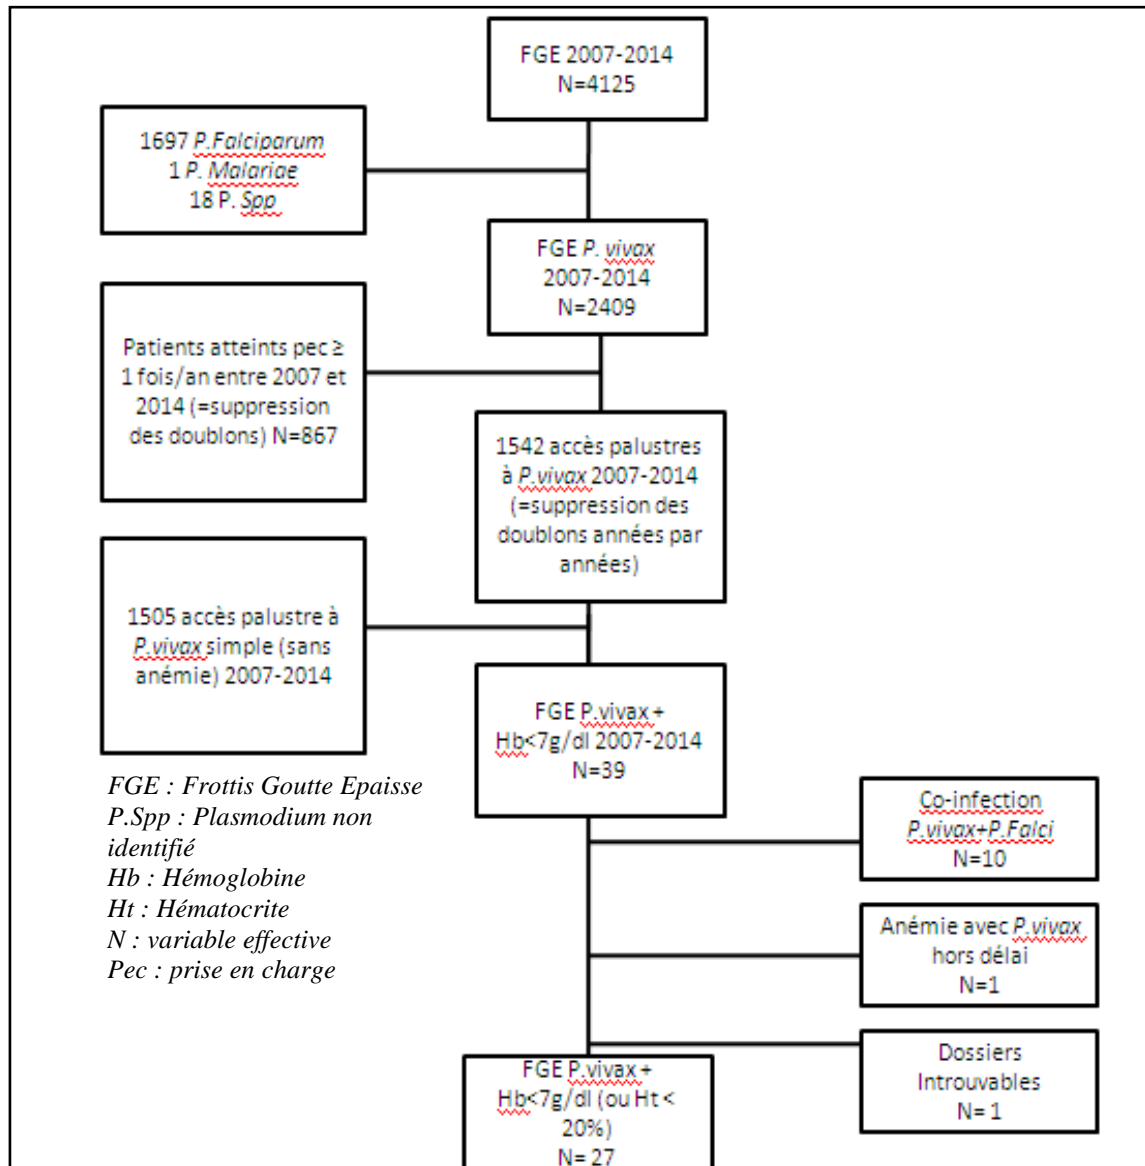 FGE 2007-2014
N=4125
1697 P.Falciparum
1 P. Malariae
18 P. Spp
FGE P. vivax
2007-2014
N=2409
Patients atteints pec ≥
1 fois/an entre 2007 et
2014 (=suppression
des doublons) N=867
1542 accès palustres
à P.vivax 2007-2014
(=suppression des
doublons années par
années)
1505 accès palustre à
P.vivax simple (sans
anémie) 2007-2014
FGE P.vivax +
Hb<7g/dl 2007-2014
N=39
FGE : Frottis Goutte Epaisse
P.Spp : Plasmodium non
identifié
Hb : Hémoglobine
Ht : Hématocrite
N : variable effective
Pec : prise en charge
Co-infection
P.vivax+P.Falci
N=10
Anémie avec P.vivax
hors délai
N=1
Dossiers
Introuvables
N= 1
FGE P.vivax +
Hb<7g/dl (ou Ht <
20%)
N= 27